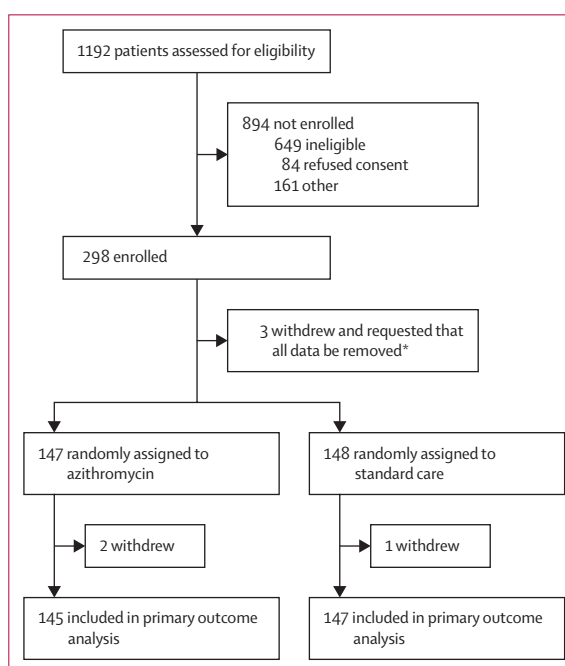 1192 patients assessed for eligibility
894 not enrolled
649 ineligible
84 refused consent
161 other
298 enrolled
3 withdrew and requested that
all data be removed*
147 randomly assigned to
azithromycin
148 randomly assigned to
standard care
2 withdrew
1 withdrew
145 included in primary outcome
analysis
147 included in primary outcome
analysis